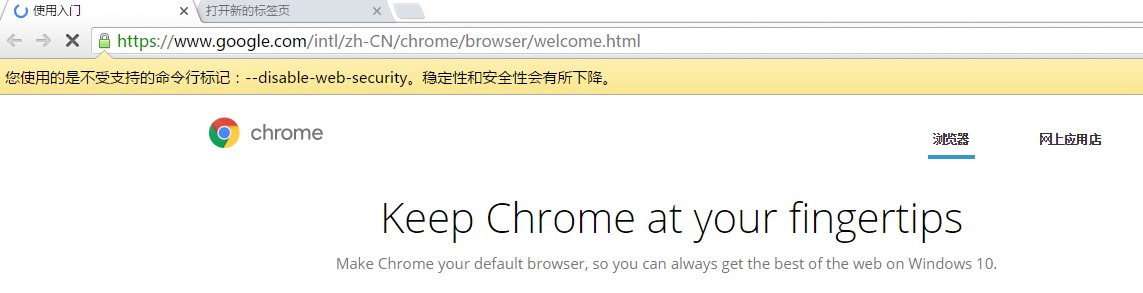 使用入门
打开新的标签页
https://www.google.com/intl/zh-CN/chrome/browser/welcome.html
您使用的是不受支持的命令行标记：--disable-web-security。稳定性和安全性会有所下降。
chrome
浏览器
网上应用店
Keep Chrome at your fingertips
Make Chrome your default browser, so you can always get the best of the web on Windows 10.